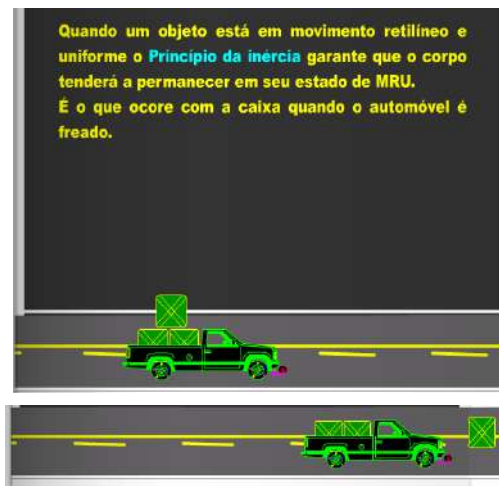 Quando um objeto está em movimento retilíneo e
uniforme o Princípio da inércia garante que o corpo
tenderá a permanecer em seu estado de MRU.
É o que ocore com a caixa quando o automóvel é
freado.